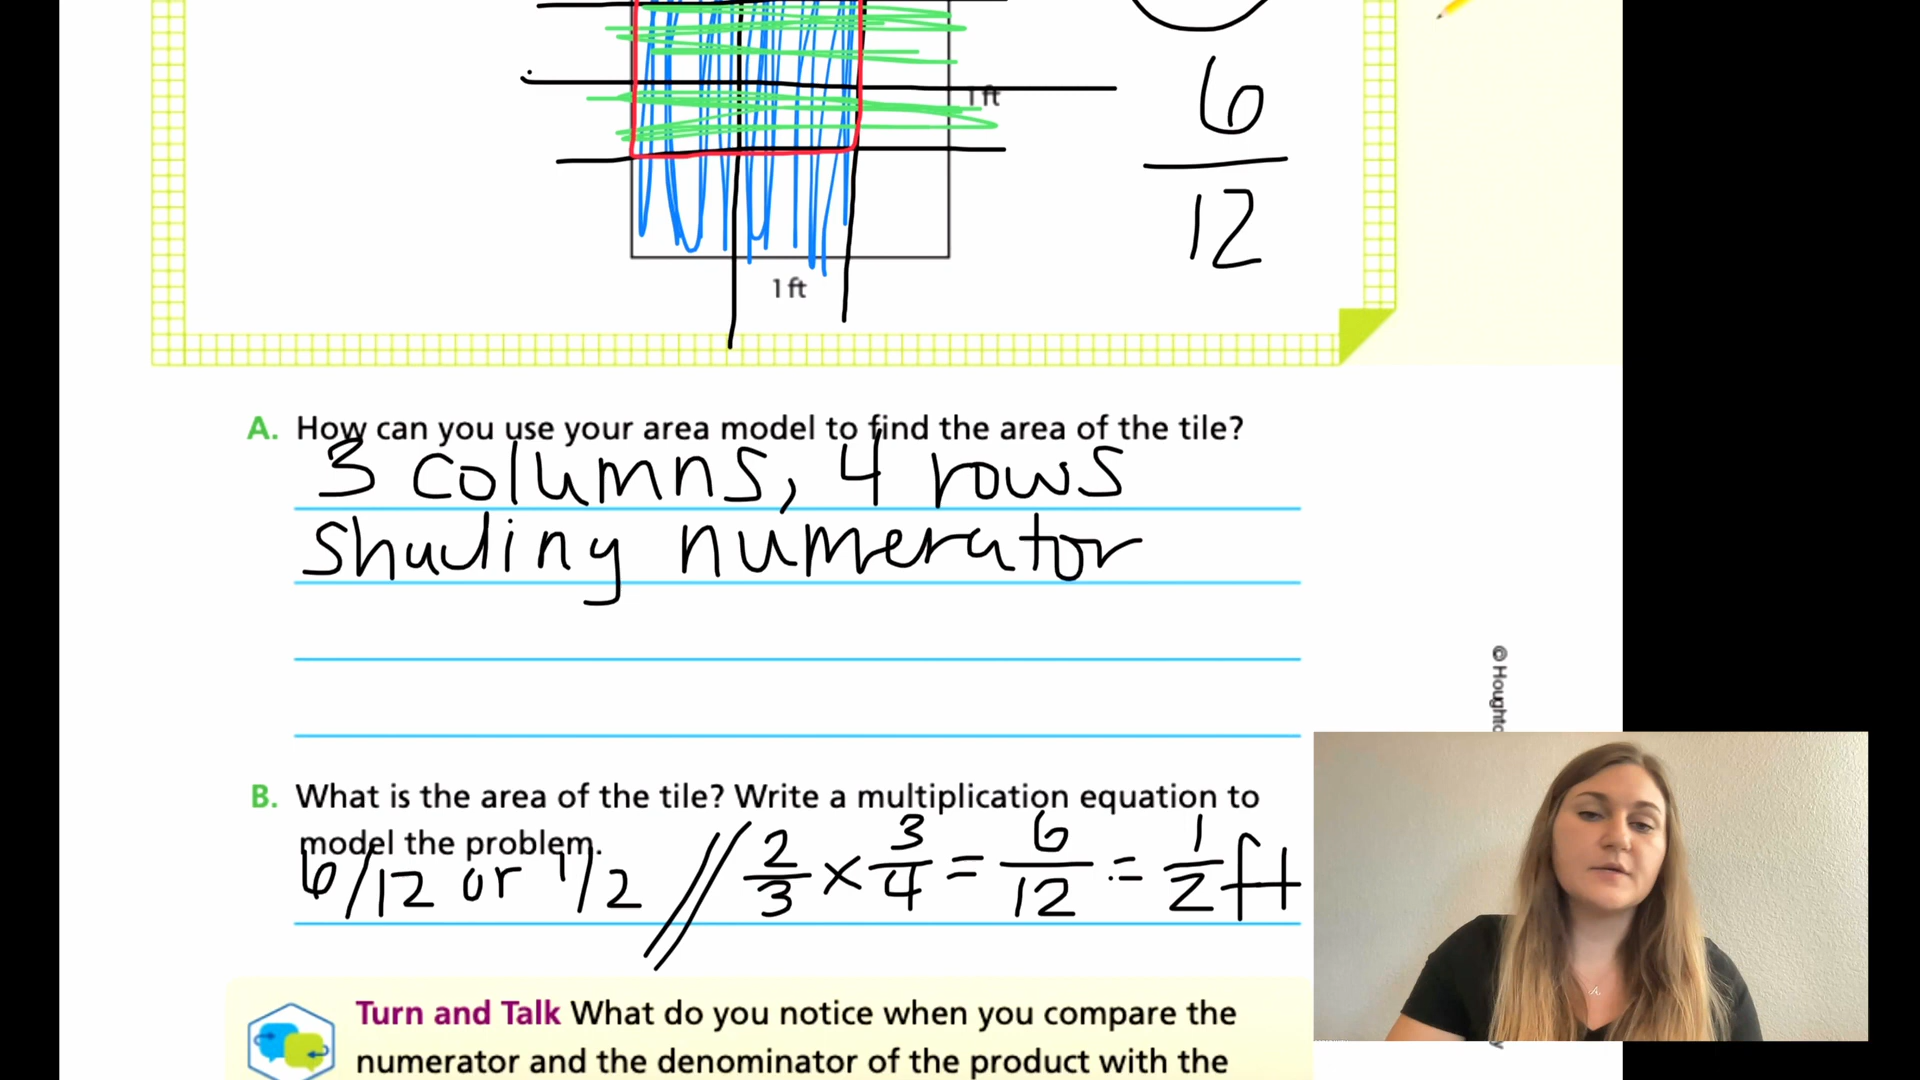 1 ft
6
12
1 ft
A. How can you use your area model to find the area of the tile?
3 columns, 4 rows
shading numerator
B. What is the area of the tile? Write a multiplication equation to
model the problem.
6/12 or 1/2 // 2/3 × 3/4 = 6/12 = 1/2 ft
Turn and Talk What do you notice when you compare the
numerator and the denominator of the product with the